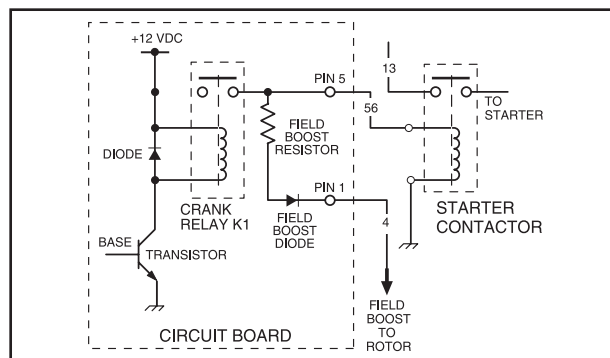 +12 VDC
DIODE
BASE
TRANSISTOR
CRANK
RELAY K1
FIELD
BOOST
RESISTOR
FIELD
BOOST
DIODE
PIN 5
PIN 1
56
13
4
TO
STARTER
STARTER
CONTACTOR
FIELD
BOOST
TO
ROTOR
CIRCUIT BOARD